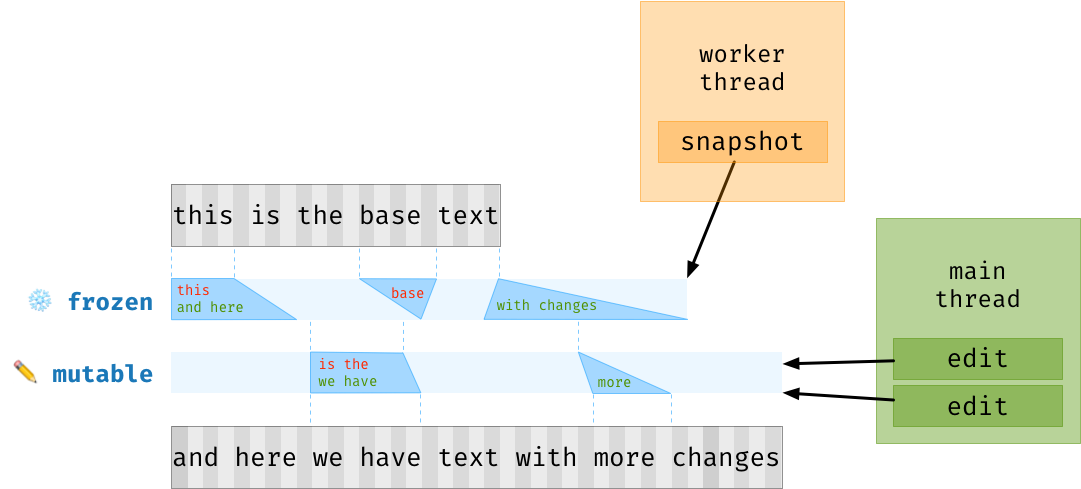 worker
thread
snapshot
this is the base text
main
thread
frozen
this
and here
base
with changes
mutable
is the
we have
more
edit
edit
and here we have text with more changes